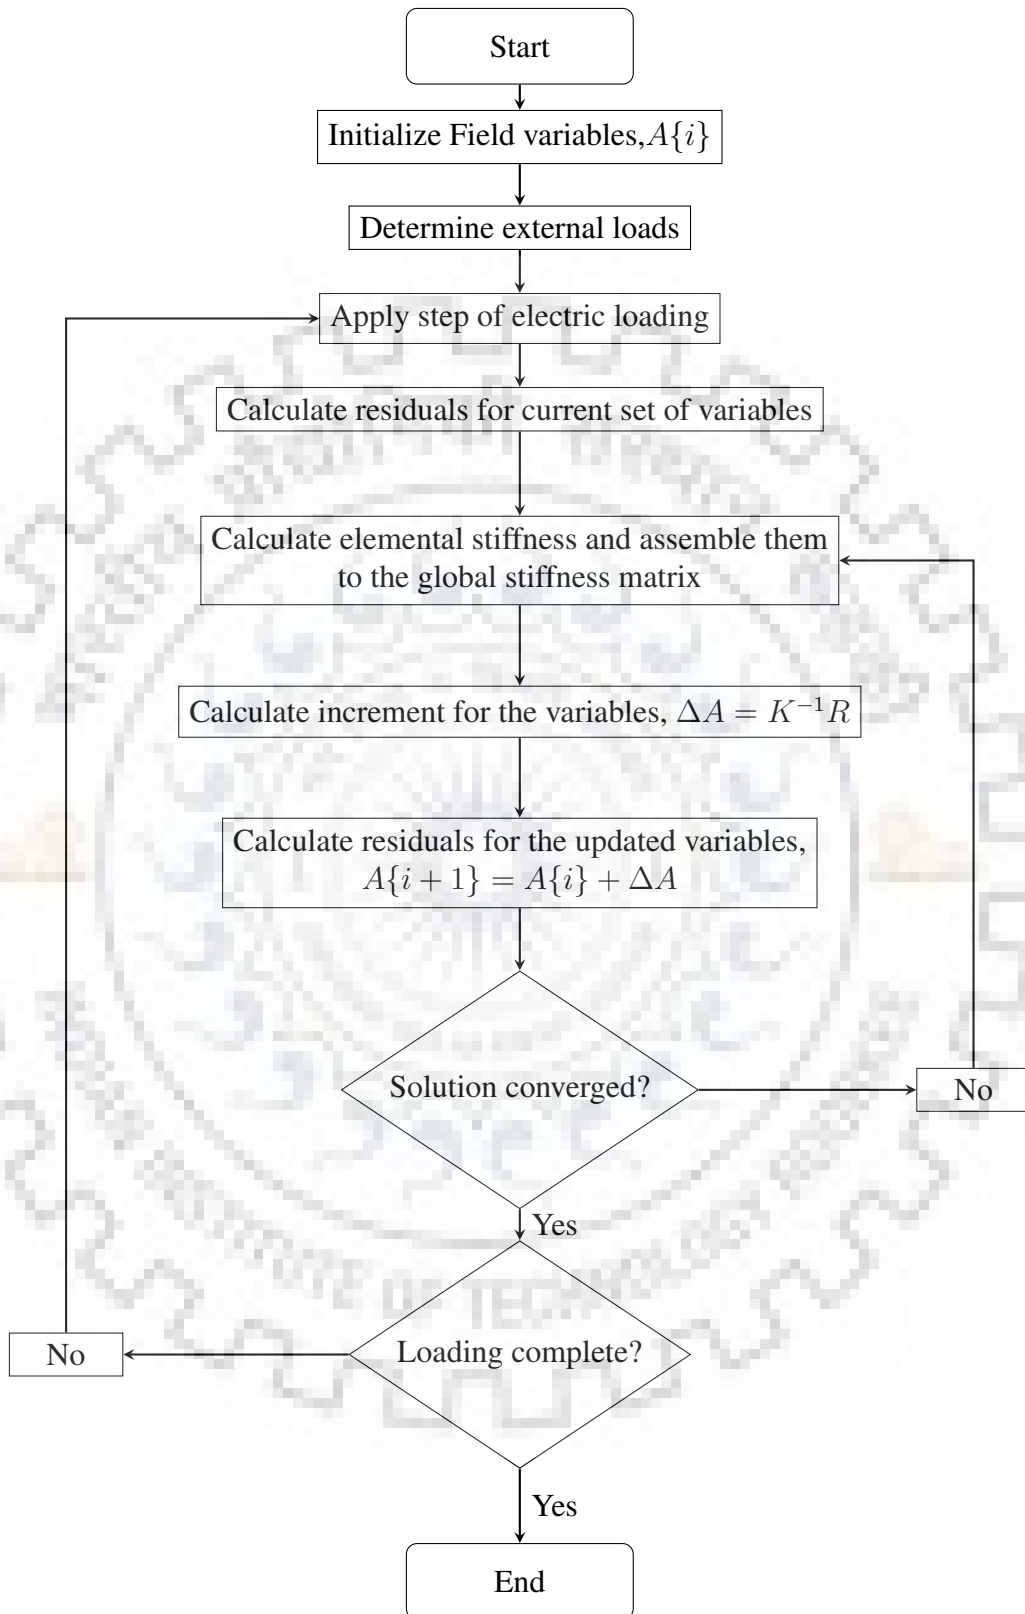 Start
Initialize Field variables,A{i}
Determine external loads
Apply step of electric loading
Calculate residuals for current set of variables
Calculate elemental stiffness and assemble them
to the global stiffness matrix
Calculate increment for the variables, ΔA = K⁻¹R
Calculate residuals for the updated variables,
A{i + 1} = A{i} + ΔA
Solution converged?
No
Yes
Loading complete?
No
Yes
End